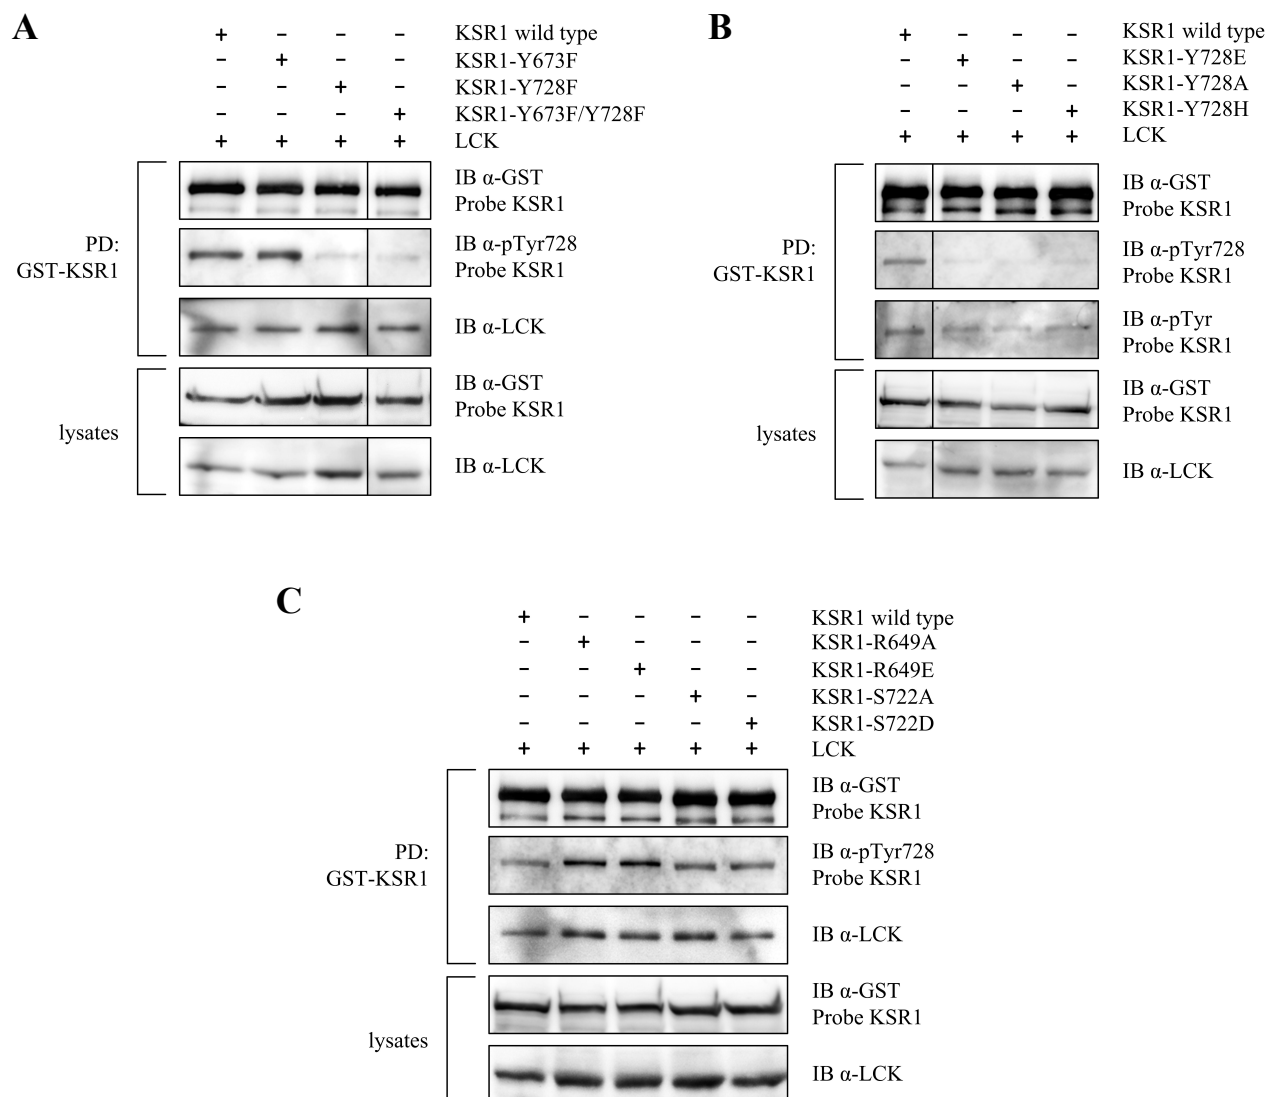 A
+ – – – KSR1 wild type
– + – – KSR1-Y673F
– – + – KSR1-Y728F
– – – + KSR1-Y673F/Y728F
+ + + + LCK
PD:
GST-KSR1
IB α-GST
Probe KSR1
IB α-pTyr728
Probe KSR1
IB α-LCK
lysates
IB α-GST
Probe KSR1
IB α-LCK
B
+ – – – KSR1 wild type
– + – – KSR1-Y728E
– – + – KSR1-Y728A
– – – + KSR1-Y728H
+ + + + LCK
PD:
GST-KSR1
IB α-GST
Probe KSR1
IB α-pTyr728
Probe KSR1
IB α-pTyr
Probe KSR1
lysates
IB α-GST
Probe KSR1
IB α-LCK
C
+ – – – – KSR1 wild type
– + – – – KSR1-R649A
– – + – – KSR1-R649E
– – – + – KSR1-S722A
– – – – + KSR1-S722D
+ + + + + LCK
PD:
GST-KSR1
IB α-GST
Probe KSR1
IB α-pTyr728
Probe KSR1
IB α-LCK
lysates
IB α-GST
Probe KSR1
IB α-LCK